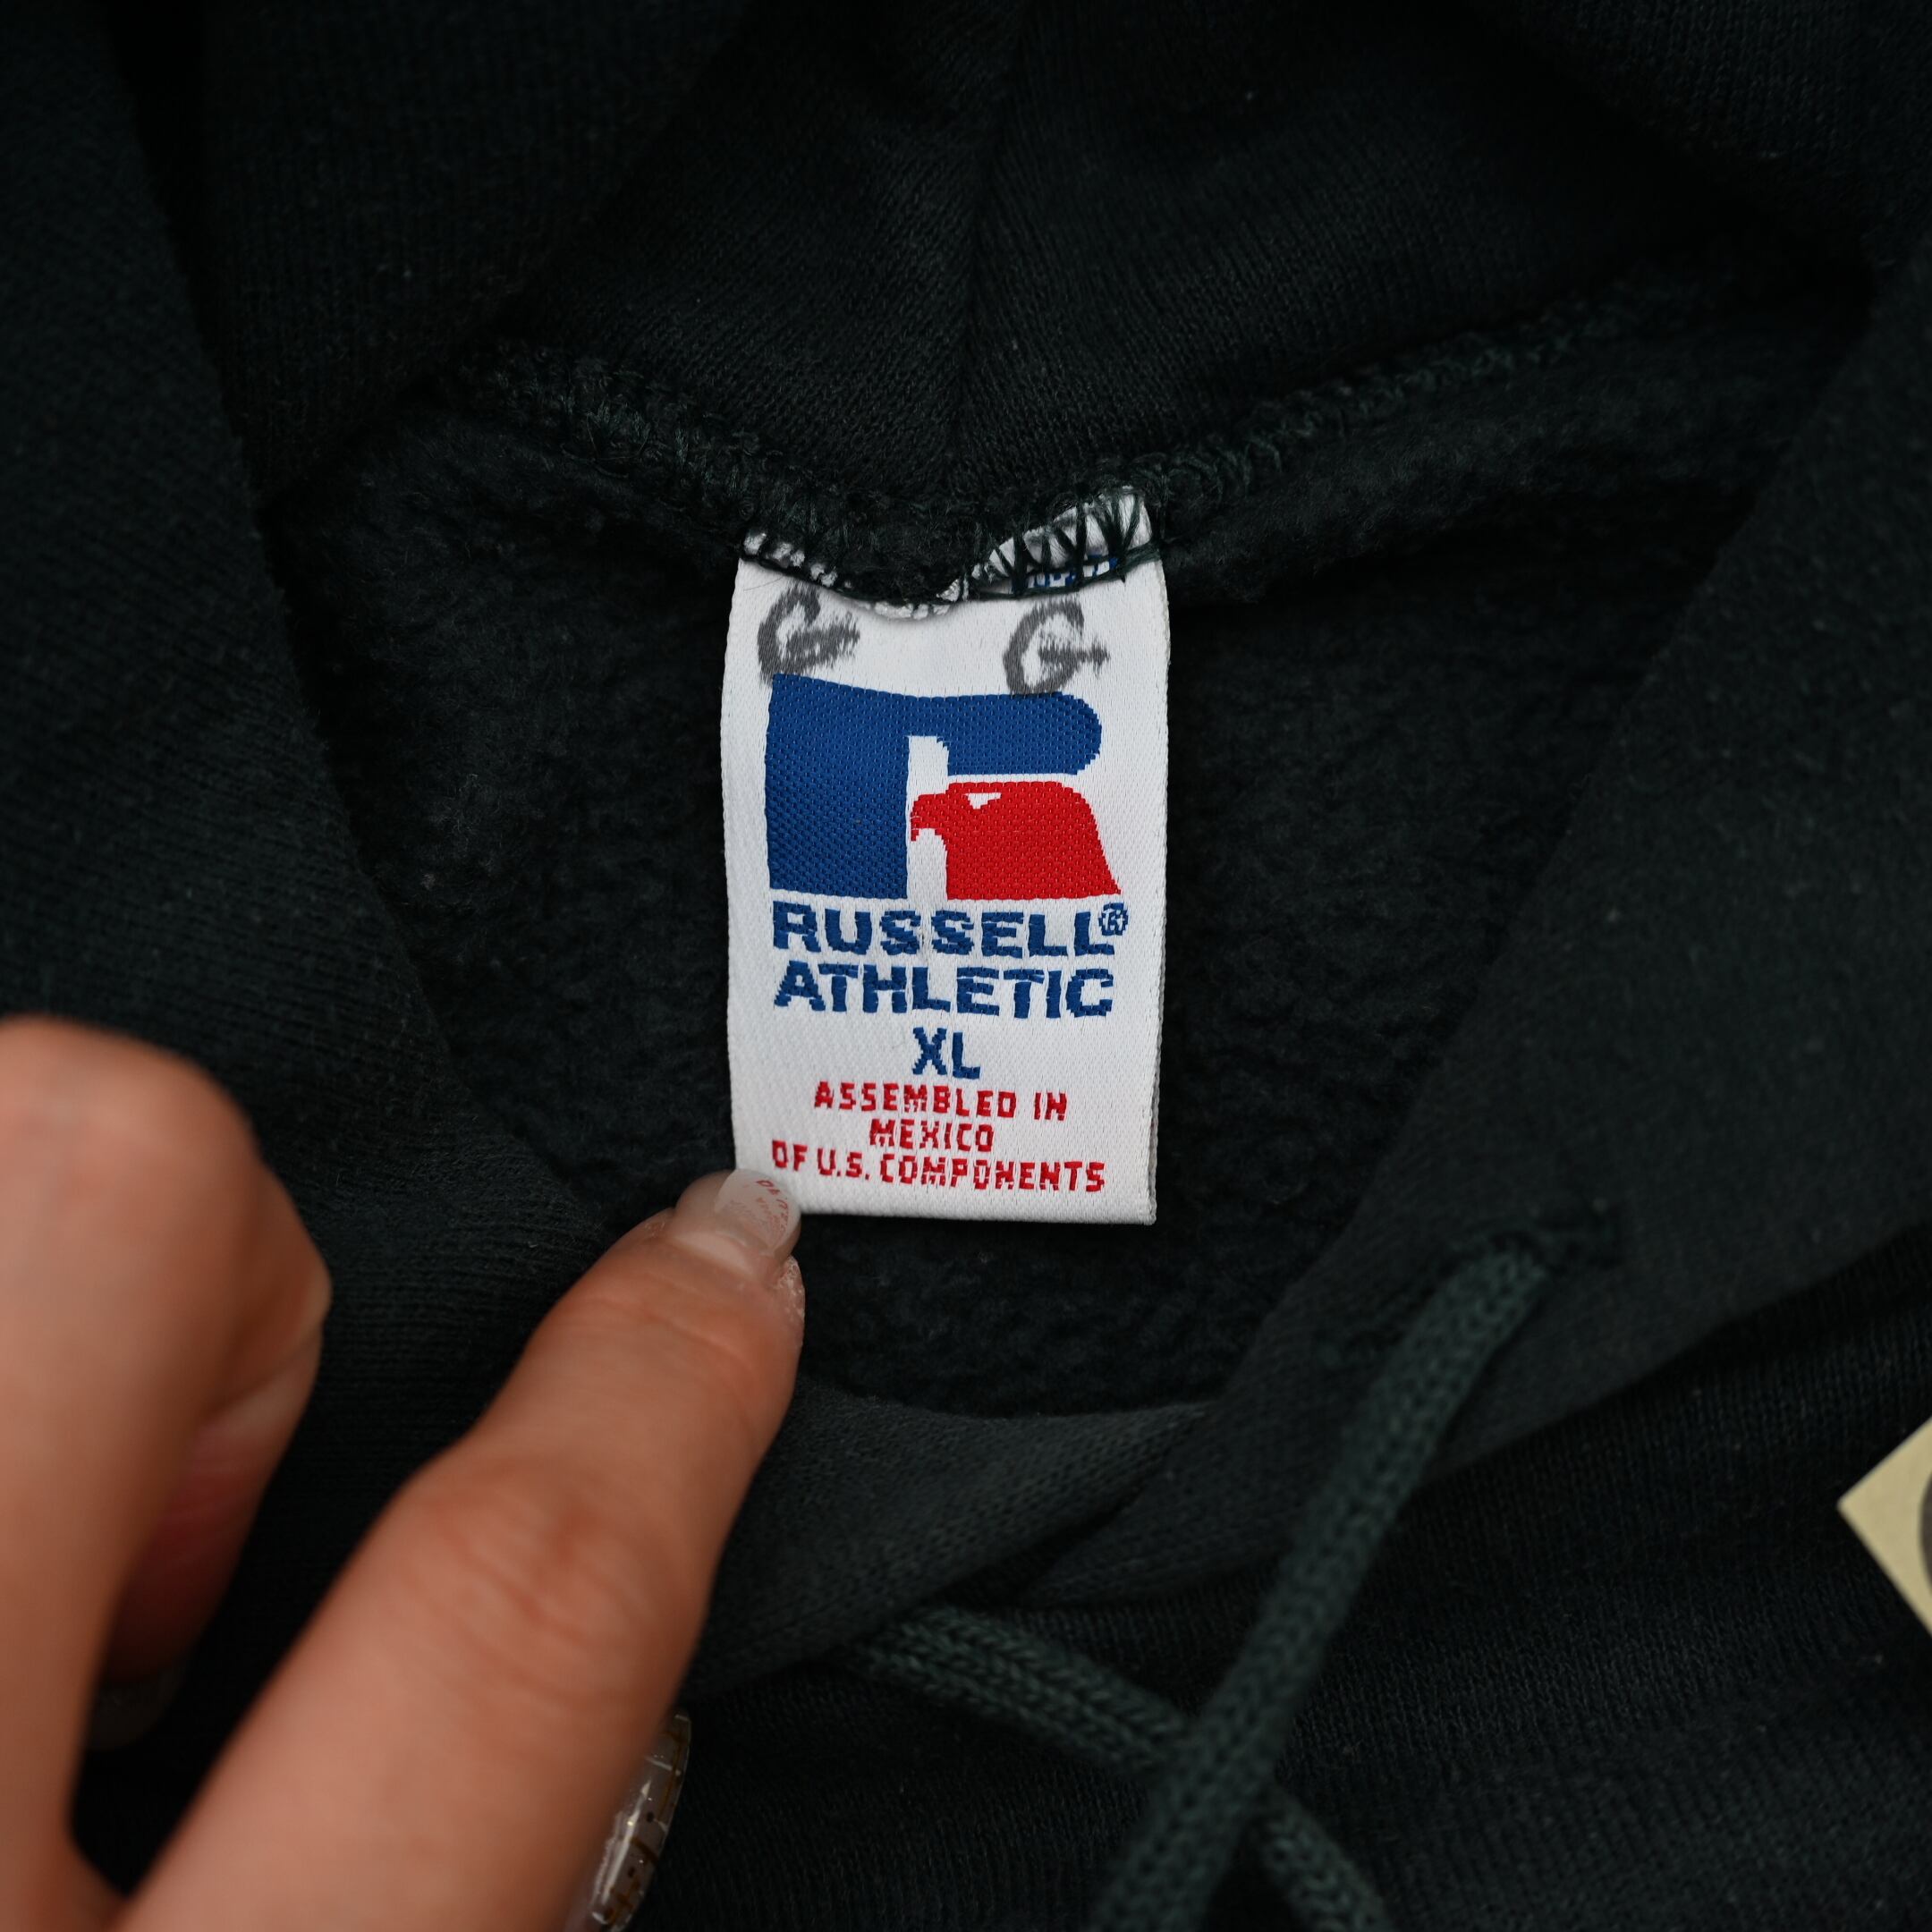 G G
RUSSELL®
ATHLETIC
XL
ASSEMBLED IN
MEXICO
OF U.S. COMPONENTS